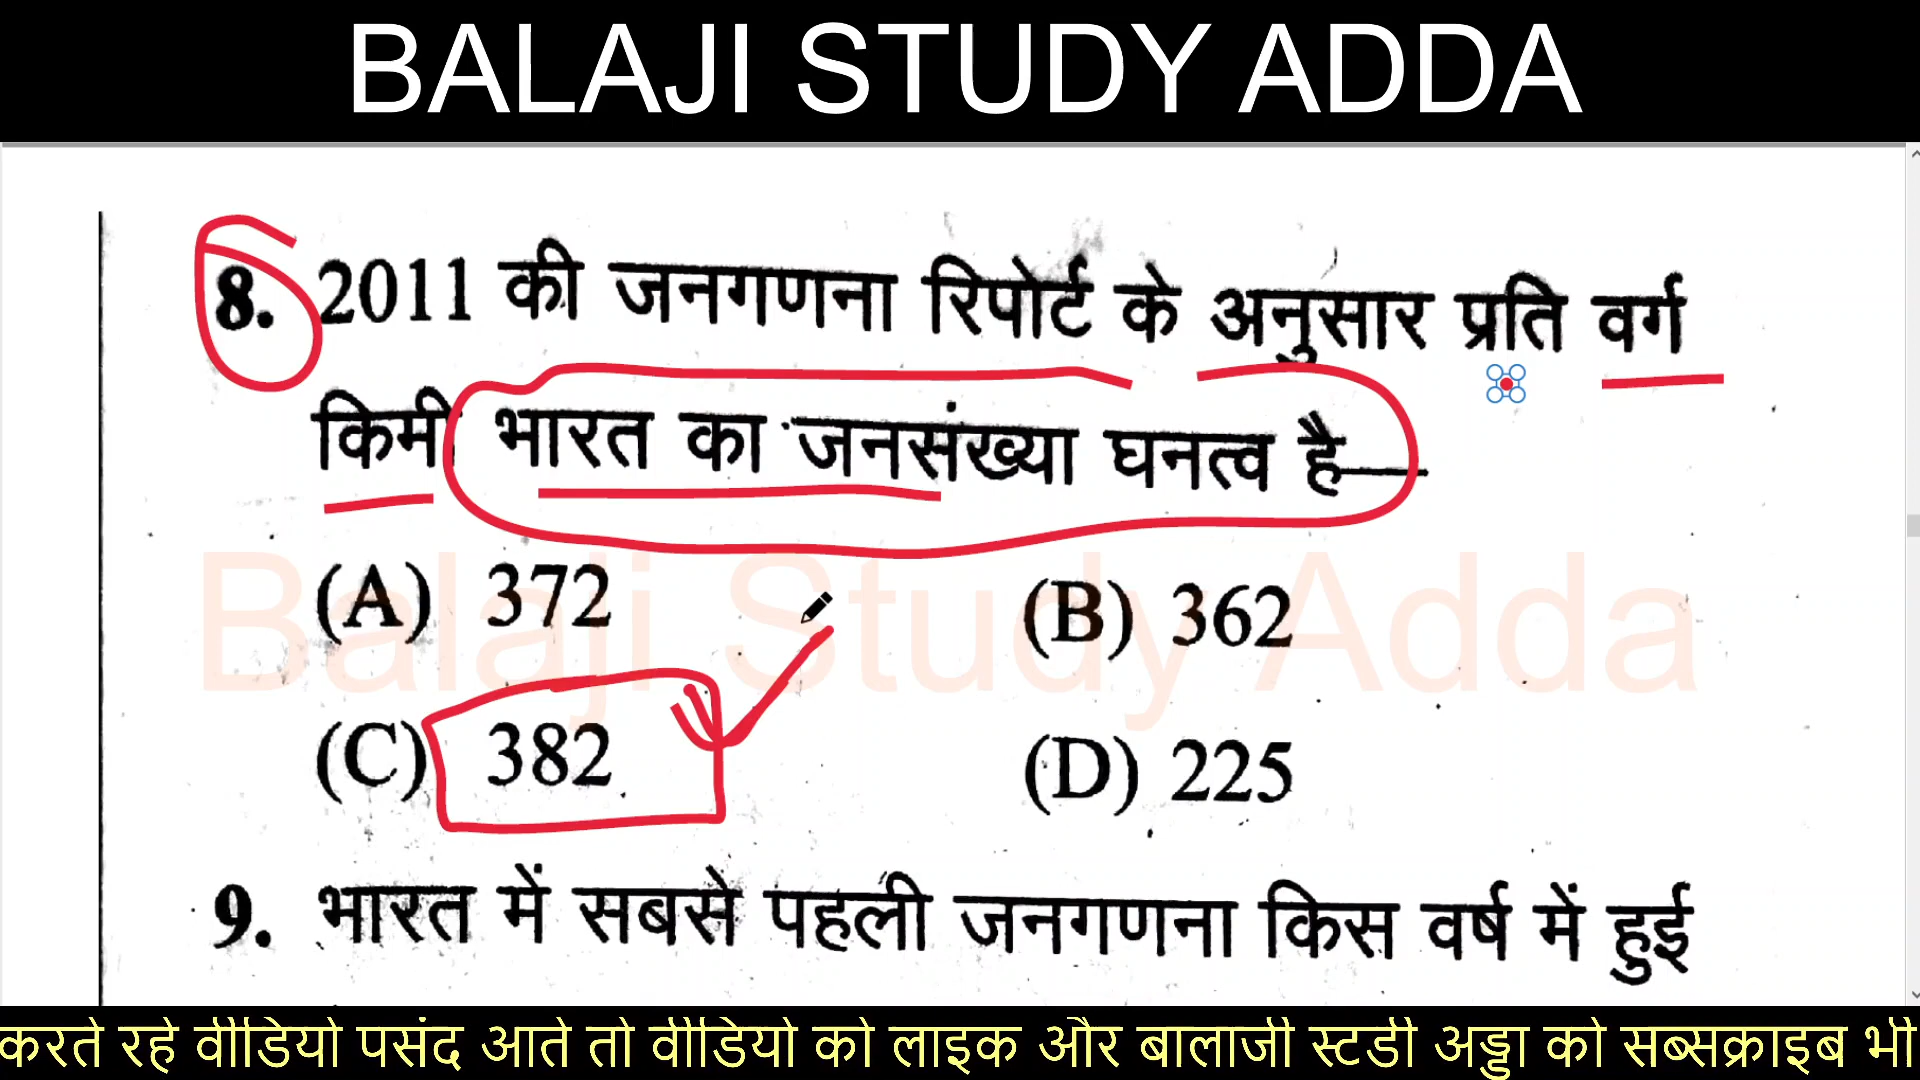 BALAJI STUDY ADDA
8. 2011 की जनगणना रिपोर्ट के अनुसार प्रति वर्ग
किमी भारत का जनसंख्या घनत्व है—
(A) 372 (B) 362
Balaji Study Adda
(C) 382 (D) 225
9. भारत में सबसे पहली जनगणना किस वर्ष में हुई
करते रहे वीडियो पसंद आते तो वीडियो को लाइक और बालाजी स्टडी अड्डा को सब्सक्राइब भी